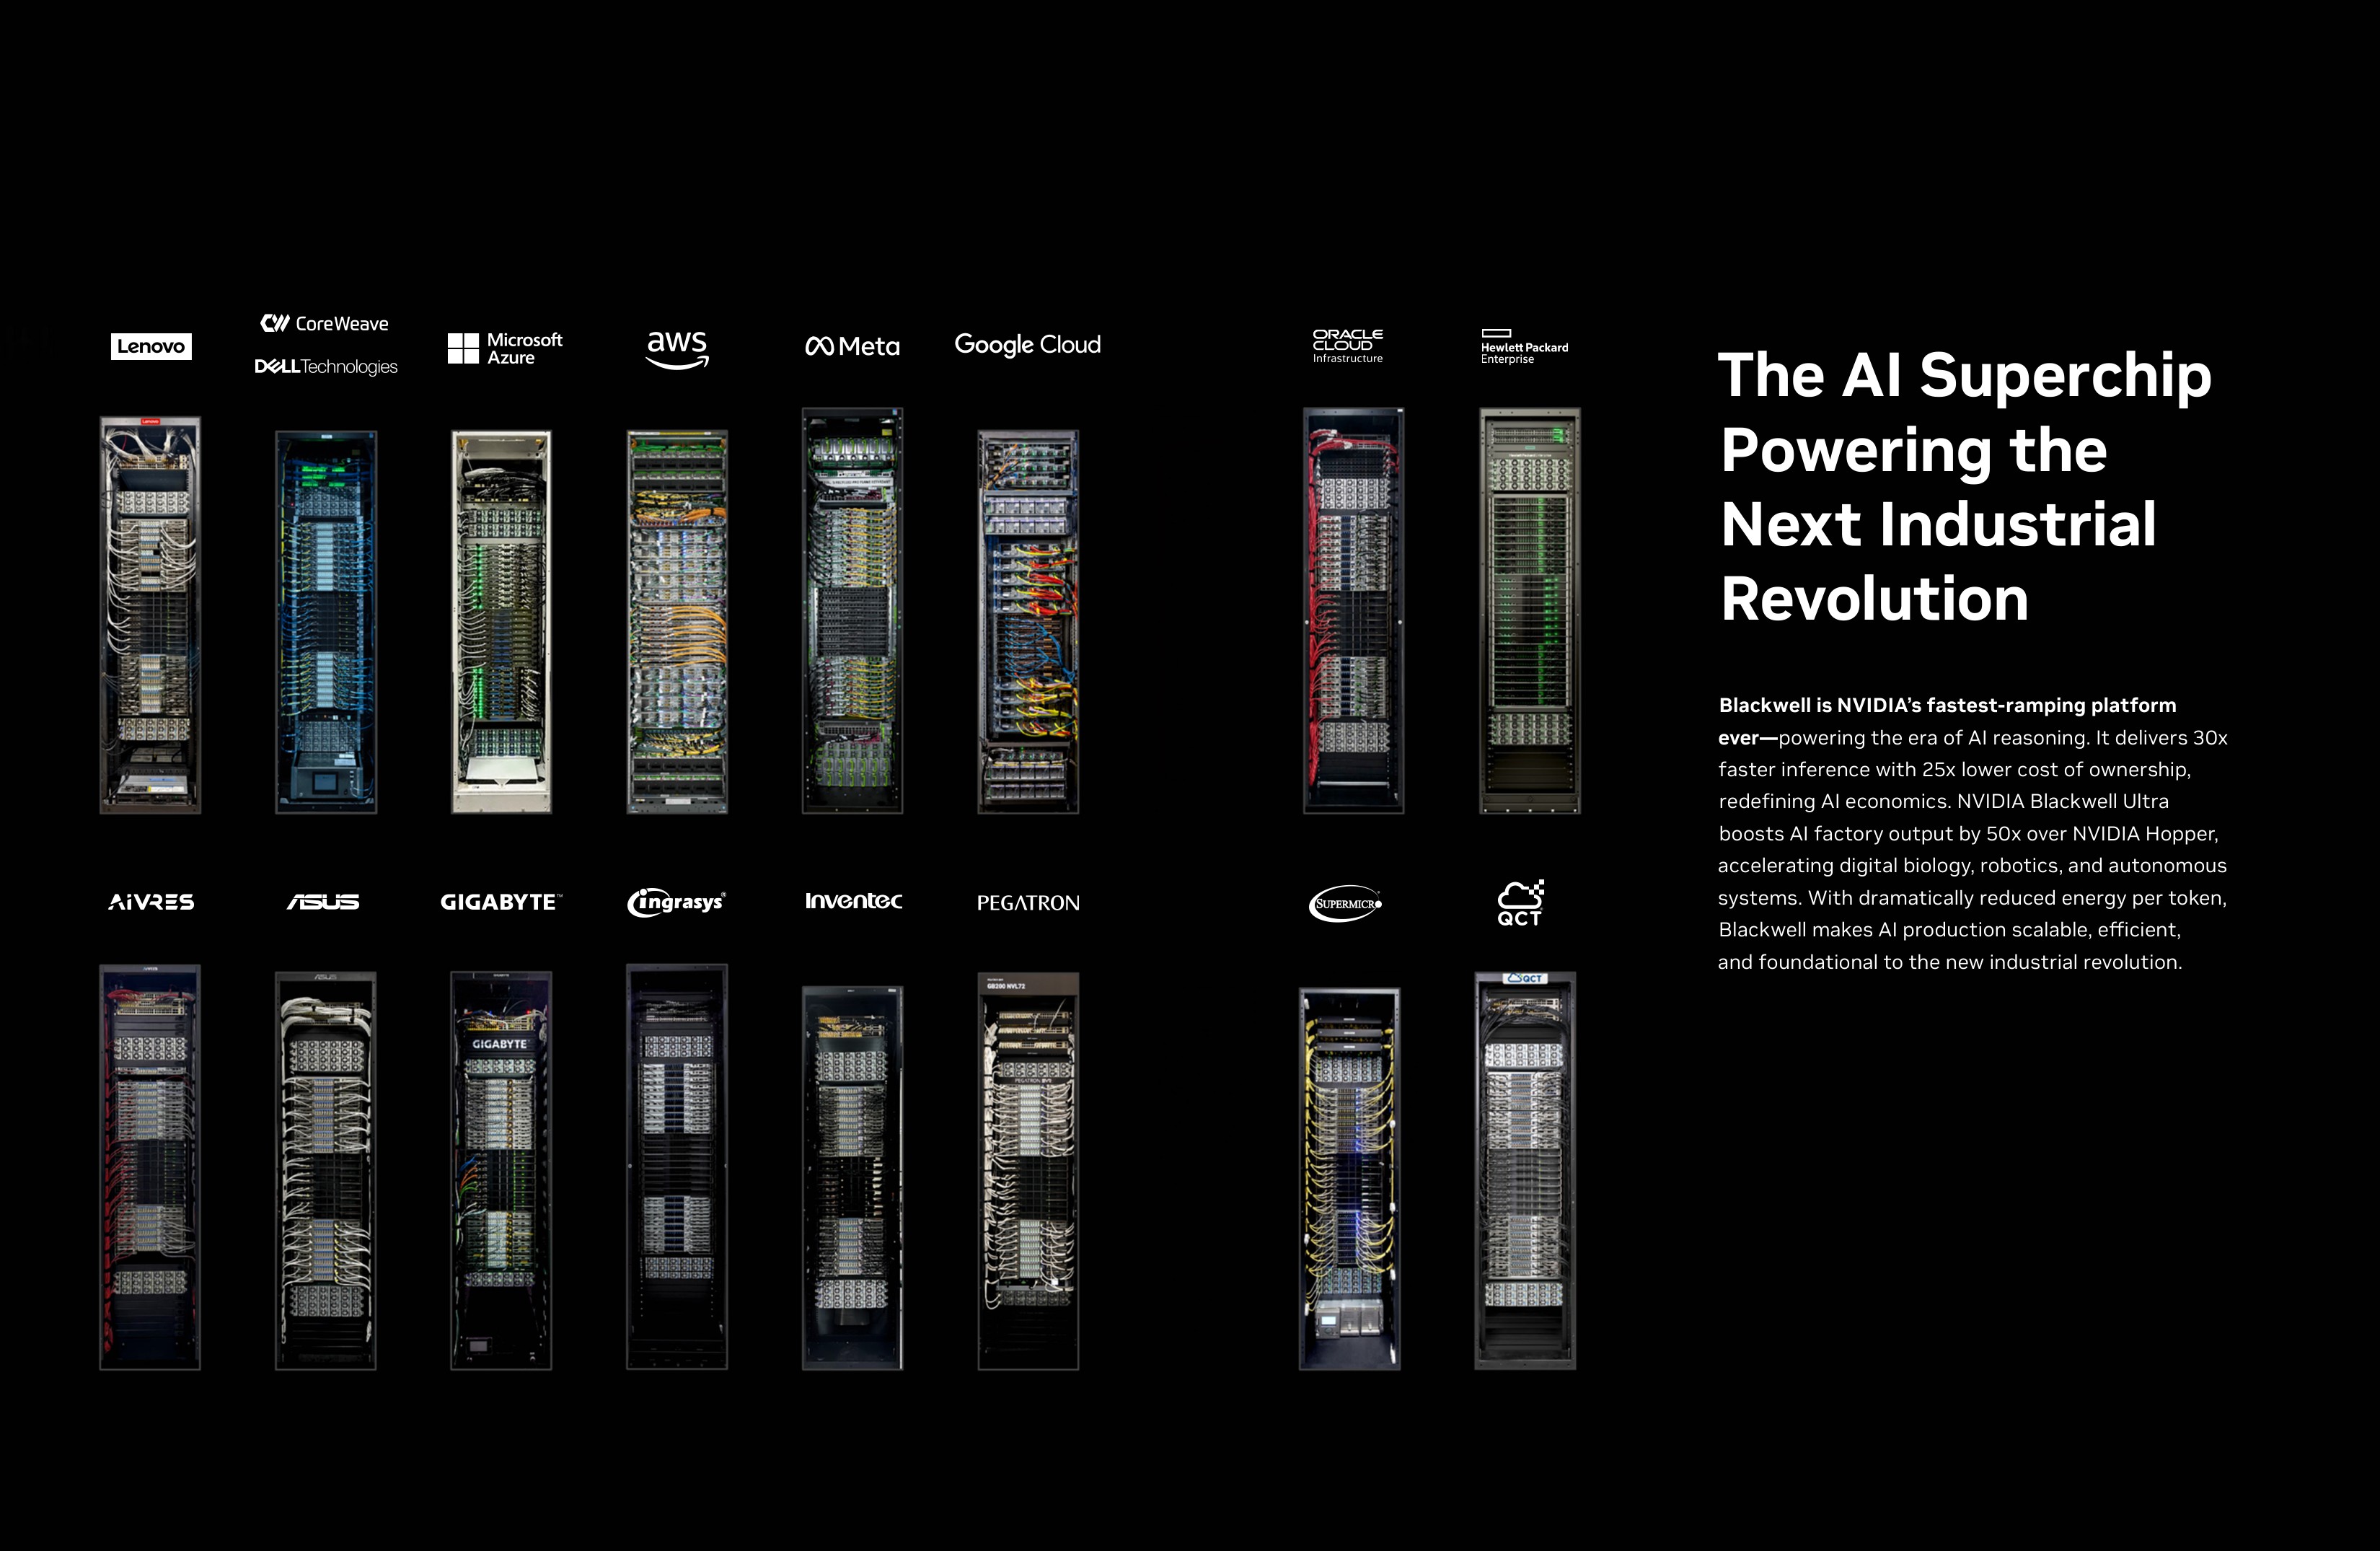 CoreWeave
Lenovo
DELLTechnologies
Microsoft
Azure
aws
Meta
Google Cloud
ORACLE
CLOUD
Infrastructure
Hewlett Packard
Enterprise
Lenovo
The AI Superchip
Powering the
Next Industrial
Revolution
Blackwell is NVIDIA’s fastest-ramping platform
ever—powering the era of AI reasoning. It delivers 30x
faster inference with 25x lower cost of ownership,
redefining AI economics. NVIDIA Blackwell Ultra
boosts AI factory output by 50x over NVIDIA Hopper,
accelerating digital biology, robotics, and autonomous
systems. With dramatically reduced energy per token,
Blackwell makes AI production scalable, efficient,
and foundational to the new industrial revolution.
AIVRES
ASUS
GIGABYTE™
ingrasys®
Inventec
PEGATRON
SUPERMICRO
QCT
ASUS
GIGABYTE
GB200 NVL72
PEGATRON
QCT